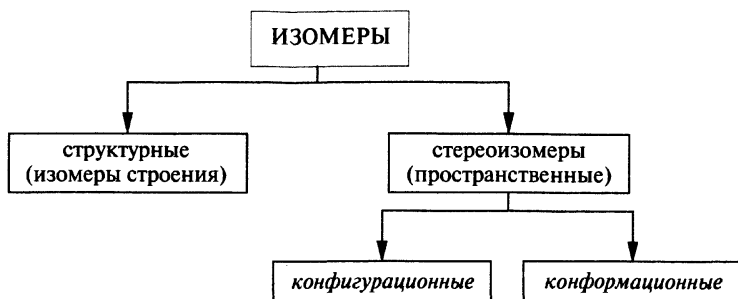 ИЗОМЕРЫ
структурные
(изомеры строения)
стереоизомеры
(пространственные)
конфигурационные
конформационные